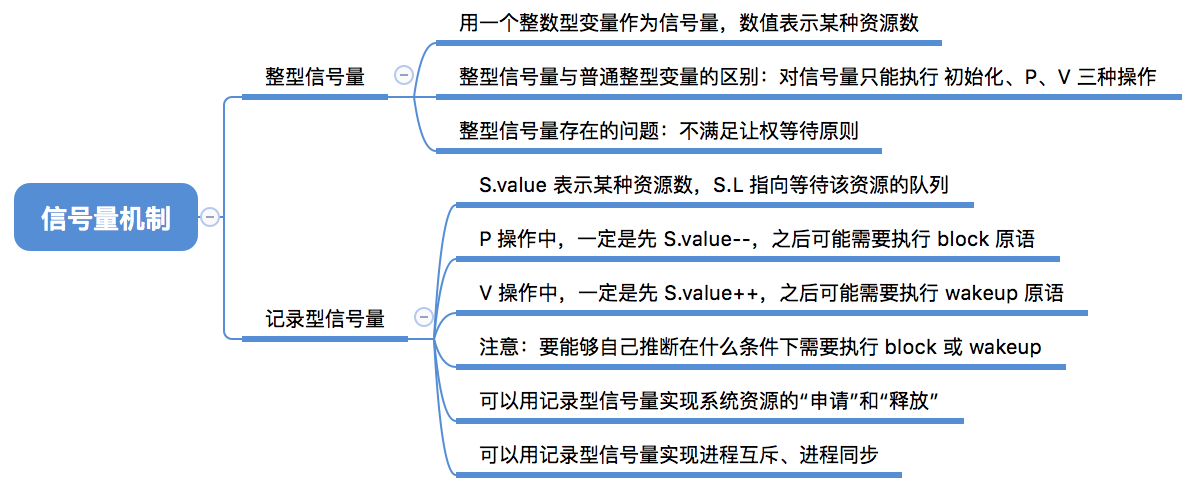 信号量机制
整型信号量
用一个整数型变量作为信号量，数值表示某种资源数
整型信号量与普通整型变量的区别：对信号量只能执行 初始化、P、V 三种操作
整型信号量存在的问题：不满足让权等待原则
记录型信号量
S.value 表示某种资源数，S.L 指向等待该资源的队列
P 操作中，一定是先 S.value--，之后可能需要执行 block 原语
V 操作中，一定是先 S.value++，之后可能需要执行 wakeup 原语
注意：要能够自己推断在什么条件下需要执行 block 或 wakeup
可以用记录型信号量实现系统资源的“申请”和“释放”
可以用记录型信号量实现进程互斥、进程同步